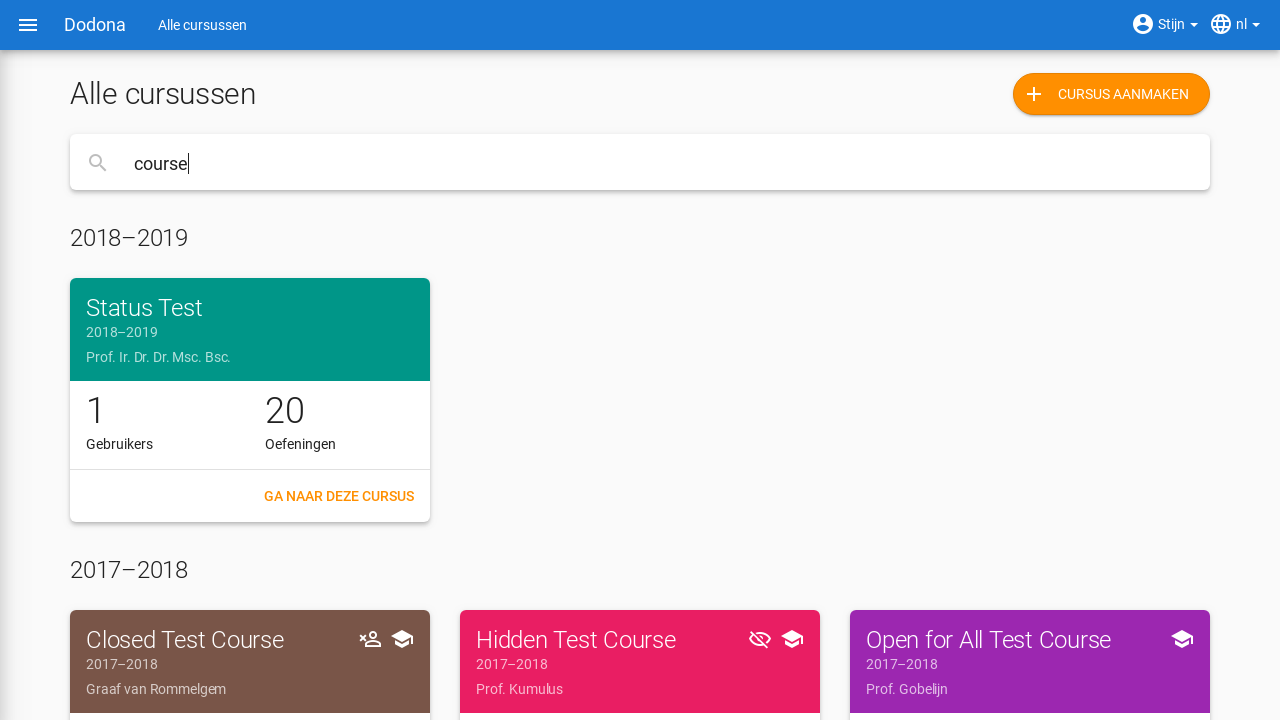 Dodona
Alle cursussen
Stijn
nl
Alle cursussen
CURSUS AANMAKEN
course
2018–2019
Status Test
2018–2019
Prof. Ir. Dr. Dr. Msc. Bsc.
1
20
Gebruikers
Oefeningen
GA NAAR DEZE CURSUS
2017–2018
Closed Test Course
2017–2018
Graaf van Rommelgem
Hidden Test Course
2017–2018
Prof. Kumulus
Open for All Test Course
2017–2018
Prof. Gobelijn